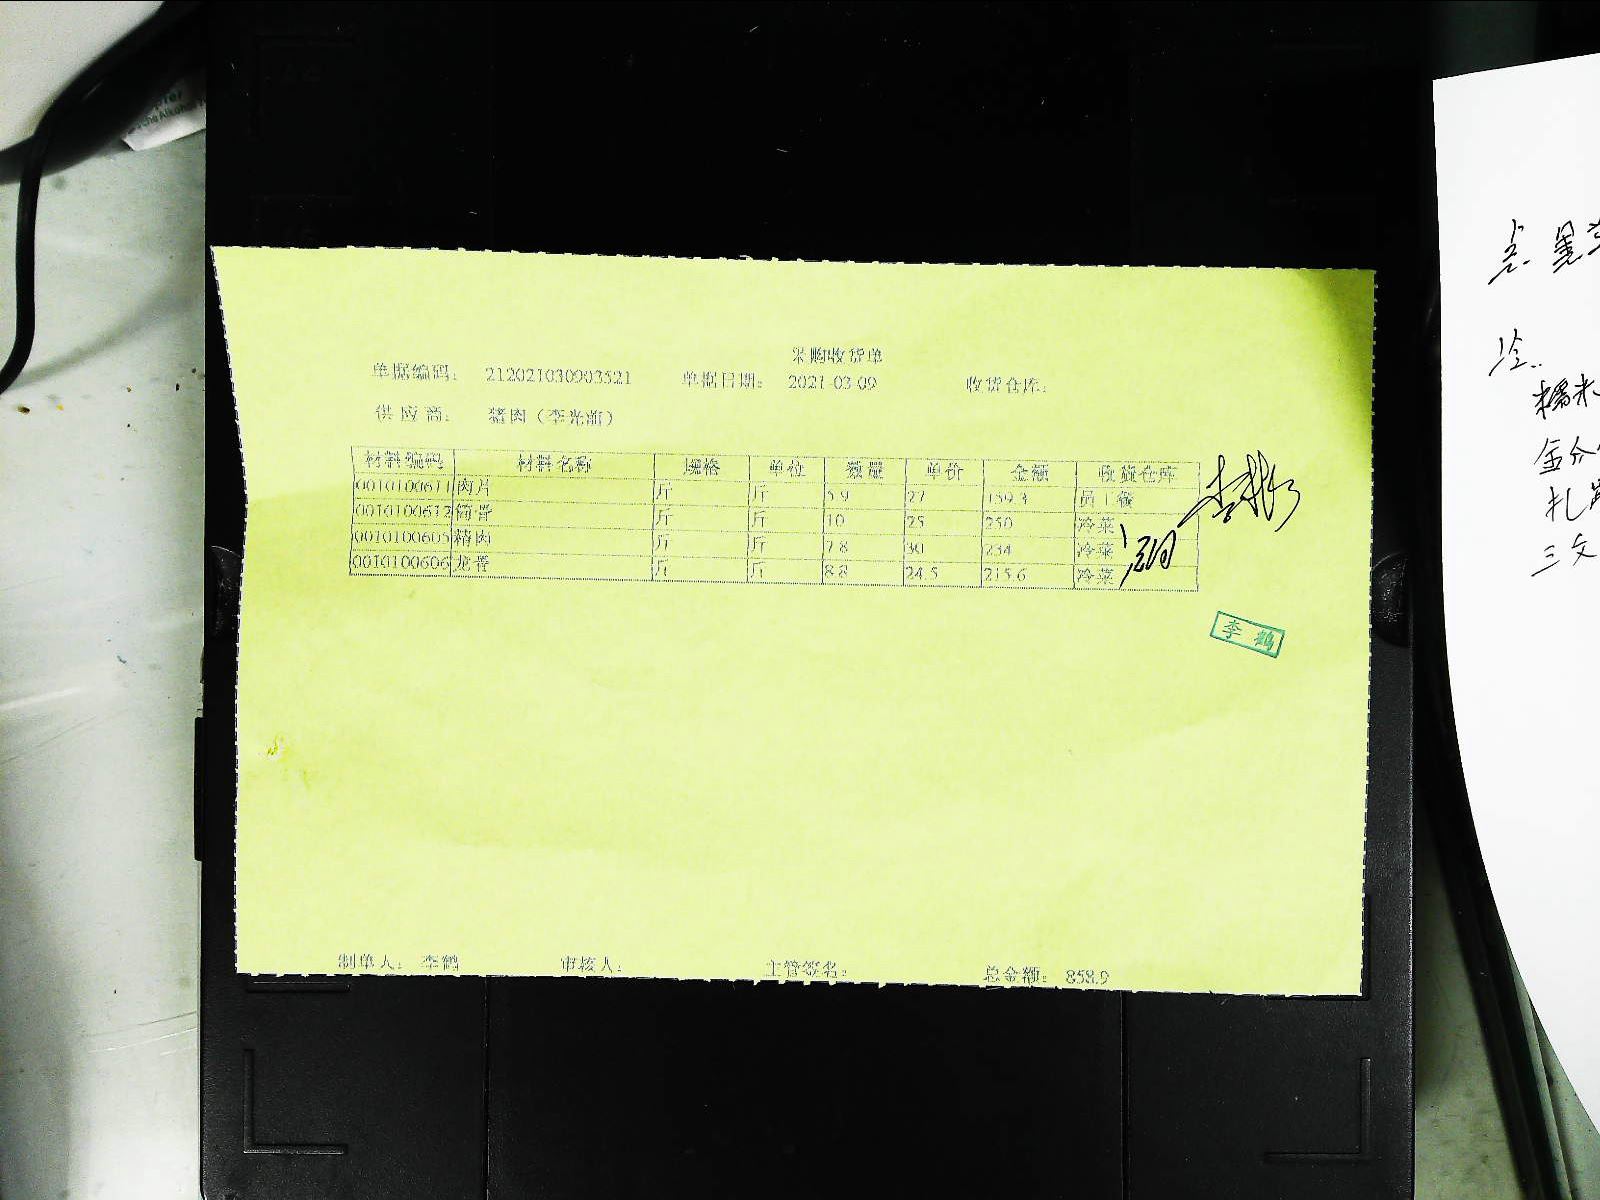 采购收货单
单据编码： 212021030903521 单据日期： 2021-03-09 收货仓库：
供应商： 猪肉（李光前）
材料编码 材料名称 规格 单位 数量 单价 金额 收货仓库
0010100611 肉片 斤 斤 5.9 27 159.3 员工餐
0010100612 筒骨 斤 斤 10 25 250 冷菜
0010100605 精肉 斤 斤 7.8 30 234 冷菜
0010100606 龙骨 斤 斤 8.8 24.5 215.6 冷菜
李鹤
制单人： 李鹤 审核人： 主管签名： 总金额： 858.9
糯米
三文